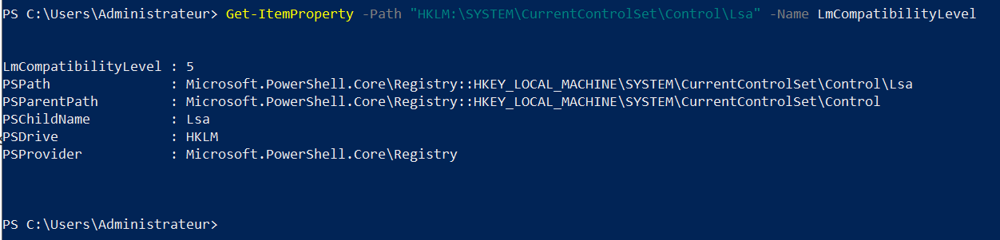 PS C:\Users\Administrateur> Get-ItemProperty -Path "HKLM:\SYSTEM\CurrentControlSet\Control\Lsa" -Name LmCompatibilityLevel
LmCompatibilityLevel : 5
PSPath               : Microsoft.PowerShell.Core\Registry::HKEY_LOCAL_MACHINE\SYSTEM\CurrentControlSet\Control\Lsa
PSParentPath         : Microsoft.PowerShell.Core\Registry::HKEY_LOCAL_MACHINE\SYSTEM\CurrentControlSet\Control
PSChildName          : Lsa
PSDrive              : HKLM
PSProvider           : Microsoft.PowerShell.Core\Registry
PS C:\Users\Administrateur>